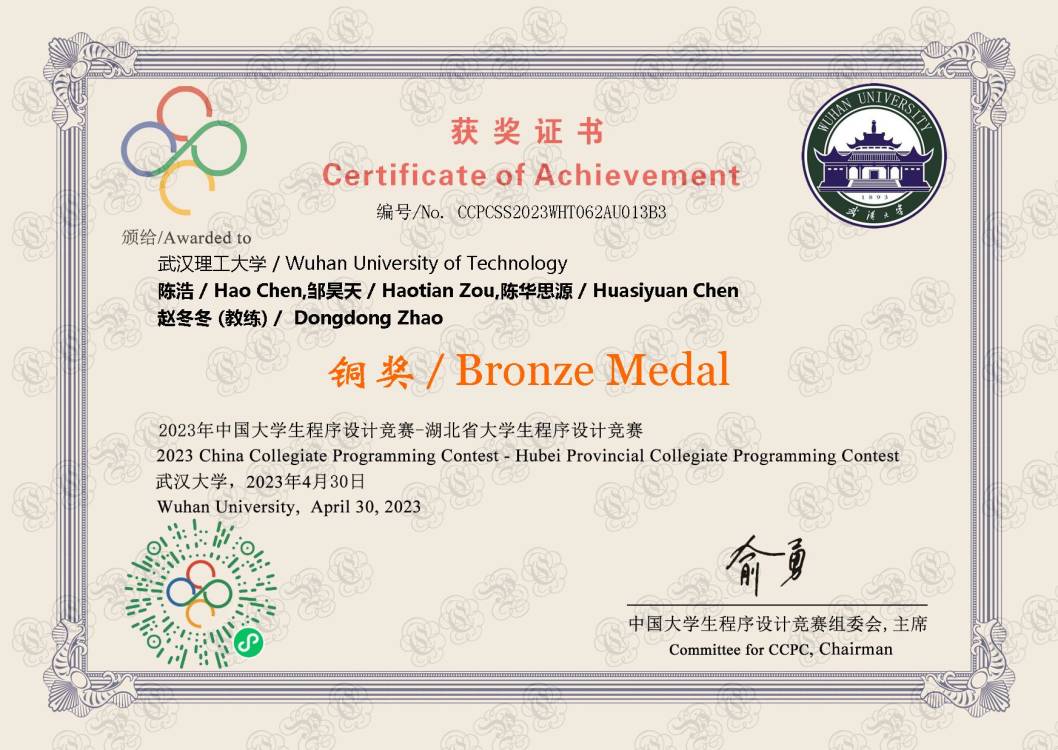 获奖证书
Certificate of Achievement
编号/No. CCPCSS2023WHT062AU013B3
WUHAN UNIVERSITY
1893
武汉大学
颁给/Awarded to
武汉理工大学 / Wuhan University of Technology
陈浩 / Hao Chen,邹昊天 / Haotian Zou,陈华思源 / Huasiyuan Chen
赵冬冬 (教练) / Dongdong Zhao
铜奖 / Bronze Medal
2023年中国大学生程序设计竞赛-湖北省大学生程序设计竞赛
2023 China Collegiate Programming Contest - Hubei Provincial Collegiate Programming Contest
武汉大学，2023年4月30日
Wuhan University, April 30, 2023
俞勇
中国大学生程序设计竞赛组委会, 主席
Committee for CCPC, Chairman